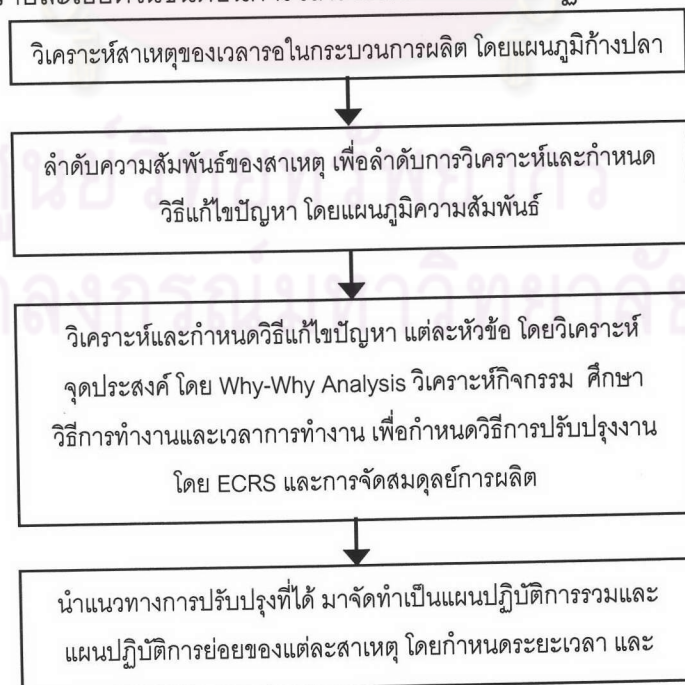 วิเคราะห์สาเหตุของเวลารอในกระบวนการผลิต โดยแผนภูมิก้างปลา
ลำดับความสัมพันธ์ของสาเหตุ เพื่อลำดับการวิเคราะห์และกำหนด
วิธีแก้ไขปัญหา โดยแผนภูมิความสัมพันธ์
วิเคราะห์และกำหนดวิธีแก้ไขปัญหา แต่ละหัวข้อ โดยวิเคราะห์
จุดประสงค์ โดย Why-Why Analysis วิเคราะห์กิจกรรม ศึกษา
วิธีการทำงานและเวลาการทำงาน เพื่อกำหนดวิธีการปรับปรุงงาน
โดย ECRS และการจัดสมดุลย์การผลิต
นำแนวทางการปรับปรุงที่ได้ มาจัดทำเป็นแผนปฏิบัติการรวมและ
แผนปฏิบัติการย่อยของแต่ละสาเหตุ โดยกำหนดระยะเวลา และ